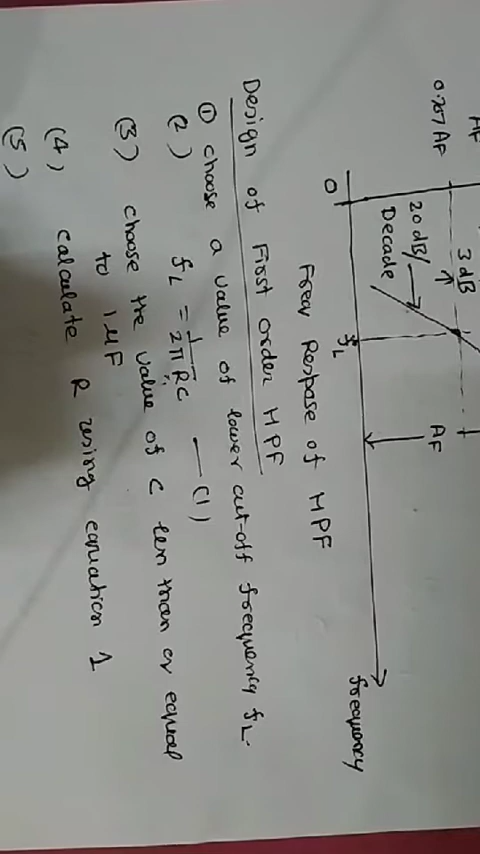 AF
0.707 AF
3 dB
20 dB/
Decade
AF
0
fL
frequency
Freq Respose of HPF
Design of First Order HPF
① choose a value of lower cut-off frequency fL.
(2) fL = 1/2πRC —— (1)
(3) choose the value of C less than or equal
to 1 μF
(4) calculate R using equation 1
(5)